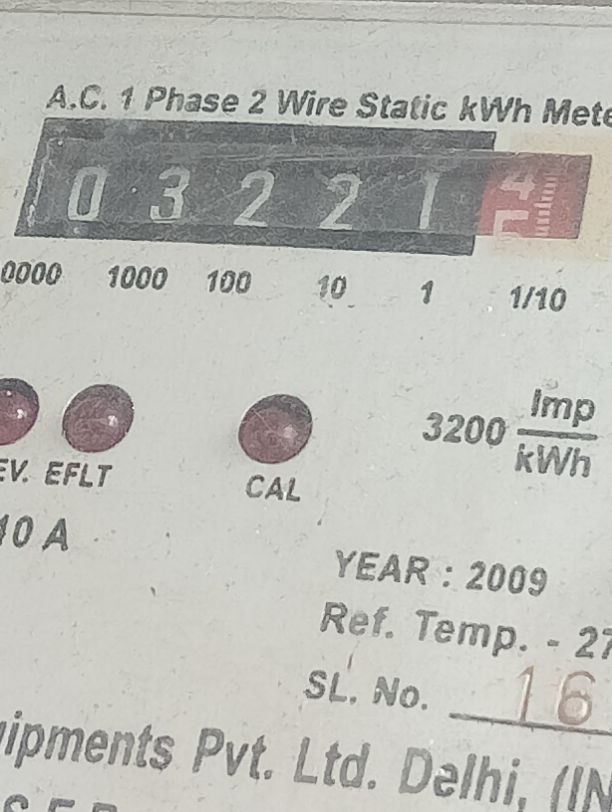 A.C. 1 Phase 2 Wire Static kWh Mete
0 3 2 2 1 4
0000 1000 100 10 1 1/10
3200 Imp/kWh
EV. EFLT CAL
10 A
YEAR : 2009
Ref. Temp. - 27
SL. No. 16
uipments Pvt. Ltd. Delhi, (IN